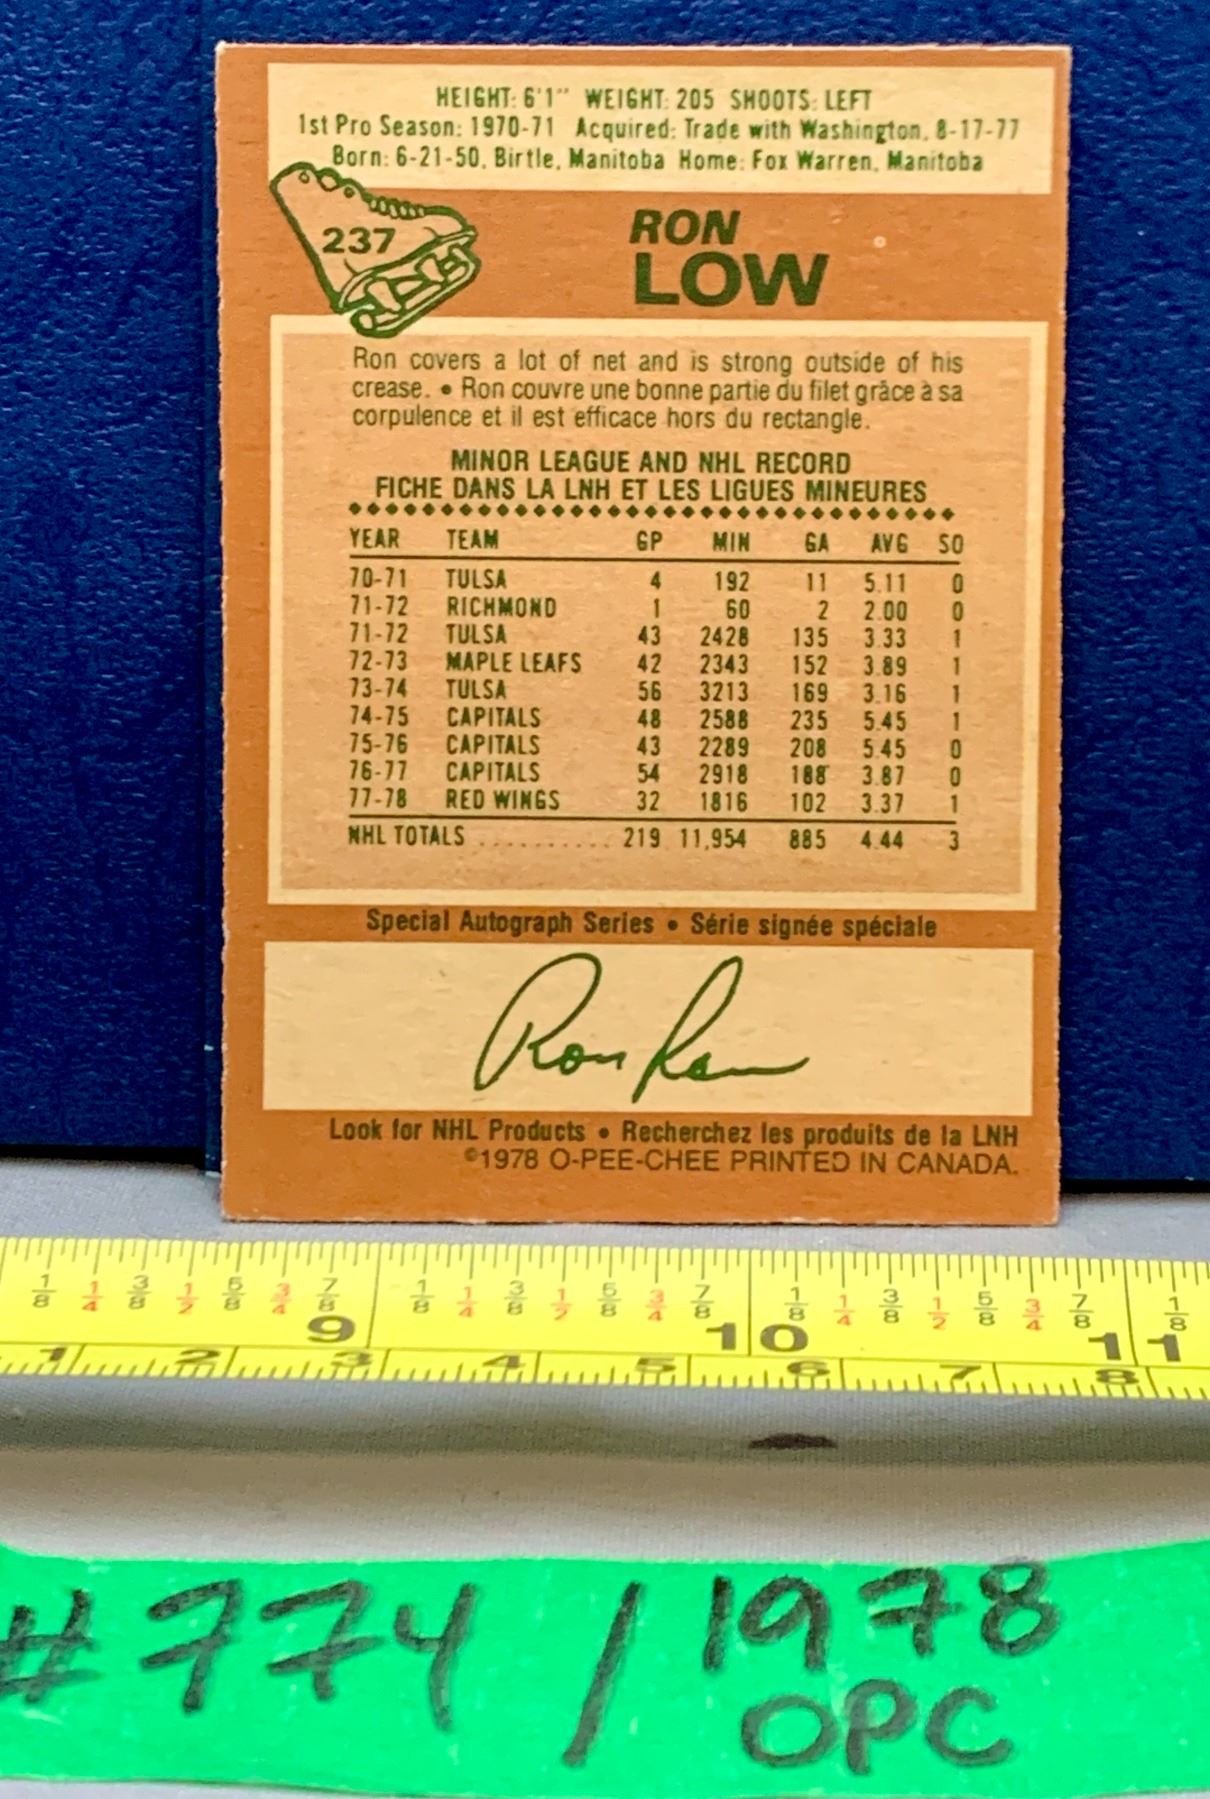 HEIGHT: 6'1" WEIGHT: 205 SHOOTS: LEFT
1st Pro Season: 1970-71 Acquired: Trade with Washington, 8-17-77
Born: 6-21-50, Birtle, Manitoba Home: Fox Warren, Manitoba
237
RON
LOW
Ron covers a lot of net and is strong outside of his
crease. • Ron couvre une bonne partie du filet grâce à sa
corpulence et il est efficace hors du rectangle.
MINOR LEAGUE AND NHL RECORD
FICHE DANS LA LNH ET LES LIGUES MINEURES
YEAR TEAM GP MIN GA AVG SO
70-71 TULSA 4 192 11 5.11 0
71-72 RICHMOND 1 60 2 2.00 0
71-72 TULSA 43 2428 135 3.33 1
72-73 MAPLE LEAFS 42 2343 152 3.89 1
73-74 TULSA 56 3213 169 3.16 1
74-75 CAPITALS 48 2588 235 5.45 1
75-76 CAPITALS 43 2289 208 5.45 0
76-77 CAPITALS 54 2918 188 3.87 0
77-78 RED WINGS 32 1816 102 3.37 1
NHL TOTALS .......... 219 11,954 885 4.44 3
Special Autograph Series • Série signée spéciale
Ron Low
Look for NHL Products • Recherchez les produits de la LNH
©1978 O-PEE-CHEE PRINTED IN CANADA.
1/8 1/4 3/8 1/2 5/8 3/4 7/8 1/8 1/4 3/8 1/2 5/8 3/4 7/8 1/8 1/4 3/8 1/2 5/8 3/4 7/8 1/8
9 10 11
1 2 3 4 5 6 7 8
#774 / 1978
OPC